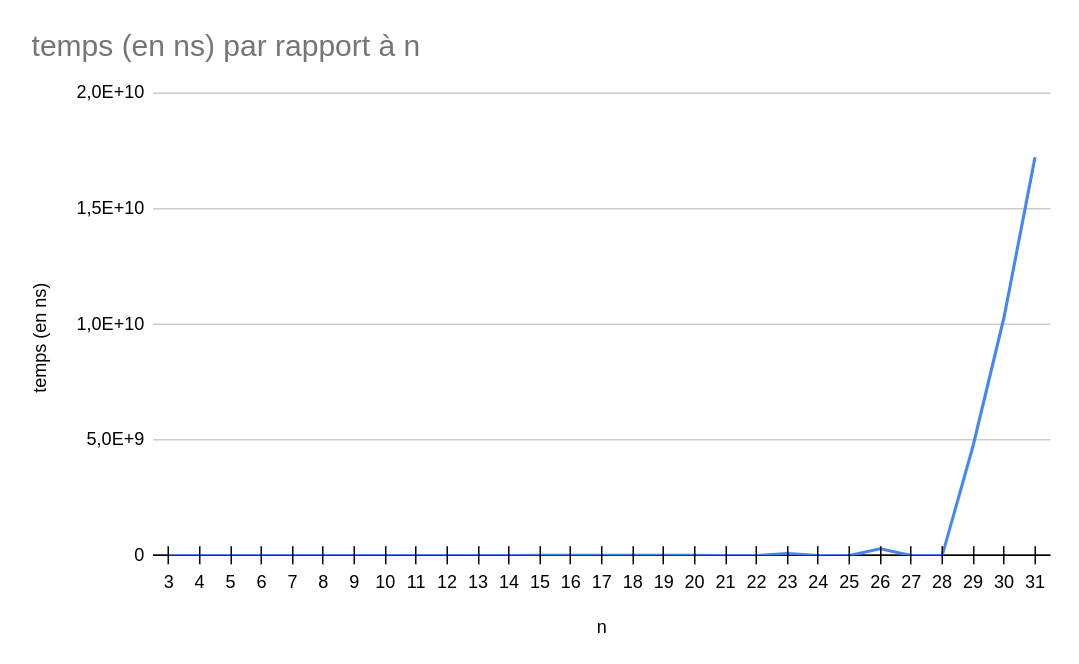 temps (en ns) par rapport à n
2,0E+10
1,5E+10
1,0E+10
5,0E+9
0
temps (en ns)
3 4 5 6 7 8 9 10 11 12 13 14 15 16 17 18 19 20 21 22 23 24 25 26 27 28 29 30 31
n